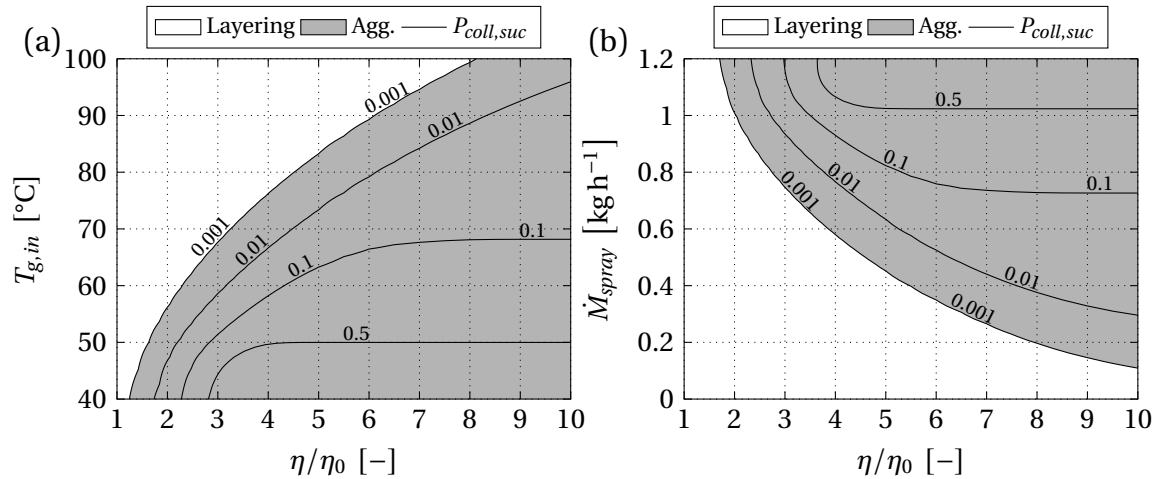 Layering Agg. P_coll,suc
(a)
100
90
80
70
60
50
40
T_g,in [°C]
0.001
0.001
0.01
0.01
0.1
0.1
0.5
1 2 3 4 5 6 7 8 9 10
η/η₀ [−]
Layering Agg. P_coll,suc
(b)
1.2
1
0.8
0.6
0.4
0.2
0
Ṁ_spray [kg h⁻¹]
0.5
0.1
0.1
0.01
0.001
0.01
0.001
1 2 3 4 5 6 7 8 9 10
η/η₀ [−]